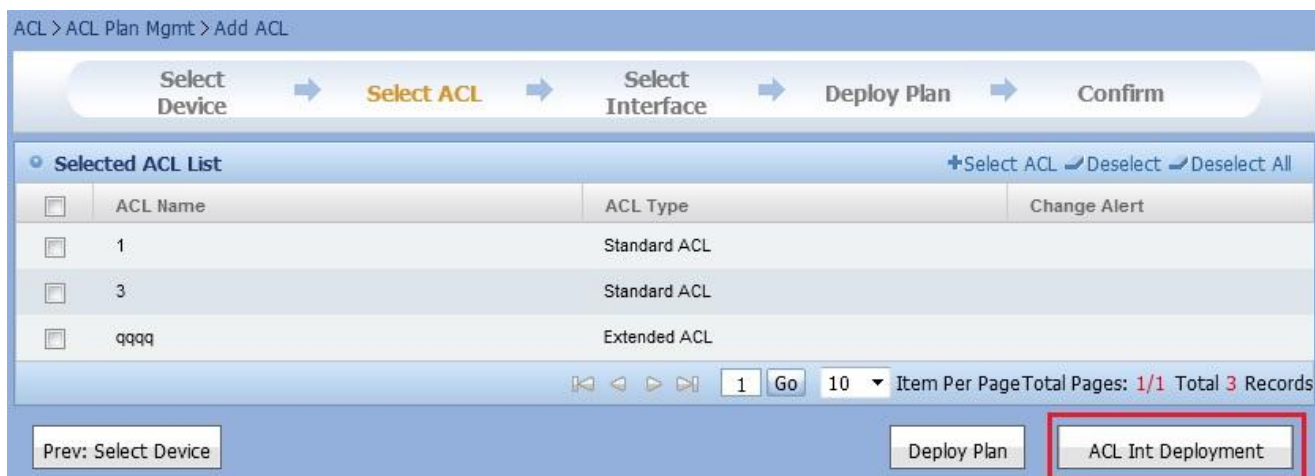 ACL > ACL Plan Mgmt > Add ACL
Select Device
Select ACL
Select Interface
Deploy Plan
Confirm
Selected ACL List
Select ACL Deselect Deselect All
ACL Name ACL Type Change Alert
1 Standard ACL
3 Standard ACL
qqqq Extended ACL
1 Go 10 Item Per Page Total Pages: 1/1 Total 3 Records
Prev: Select Device Deploy Plan ACL Int Deployment